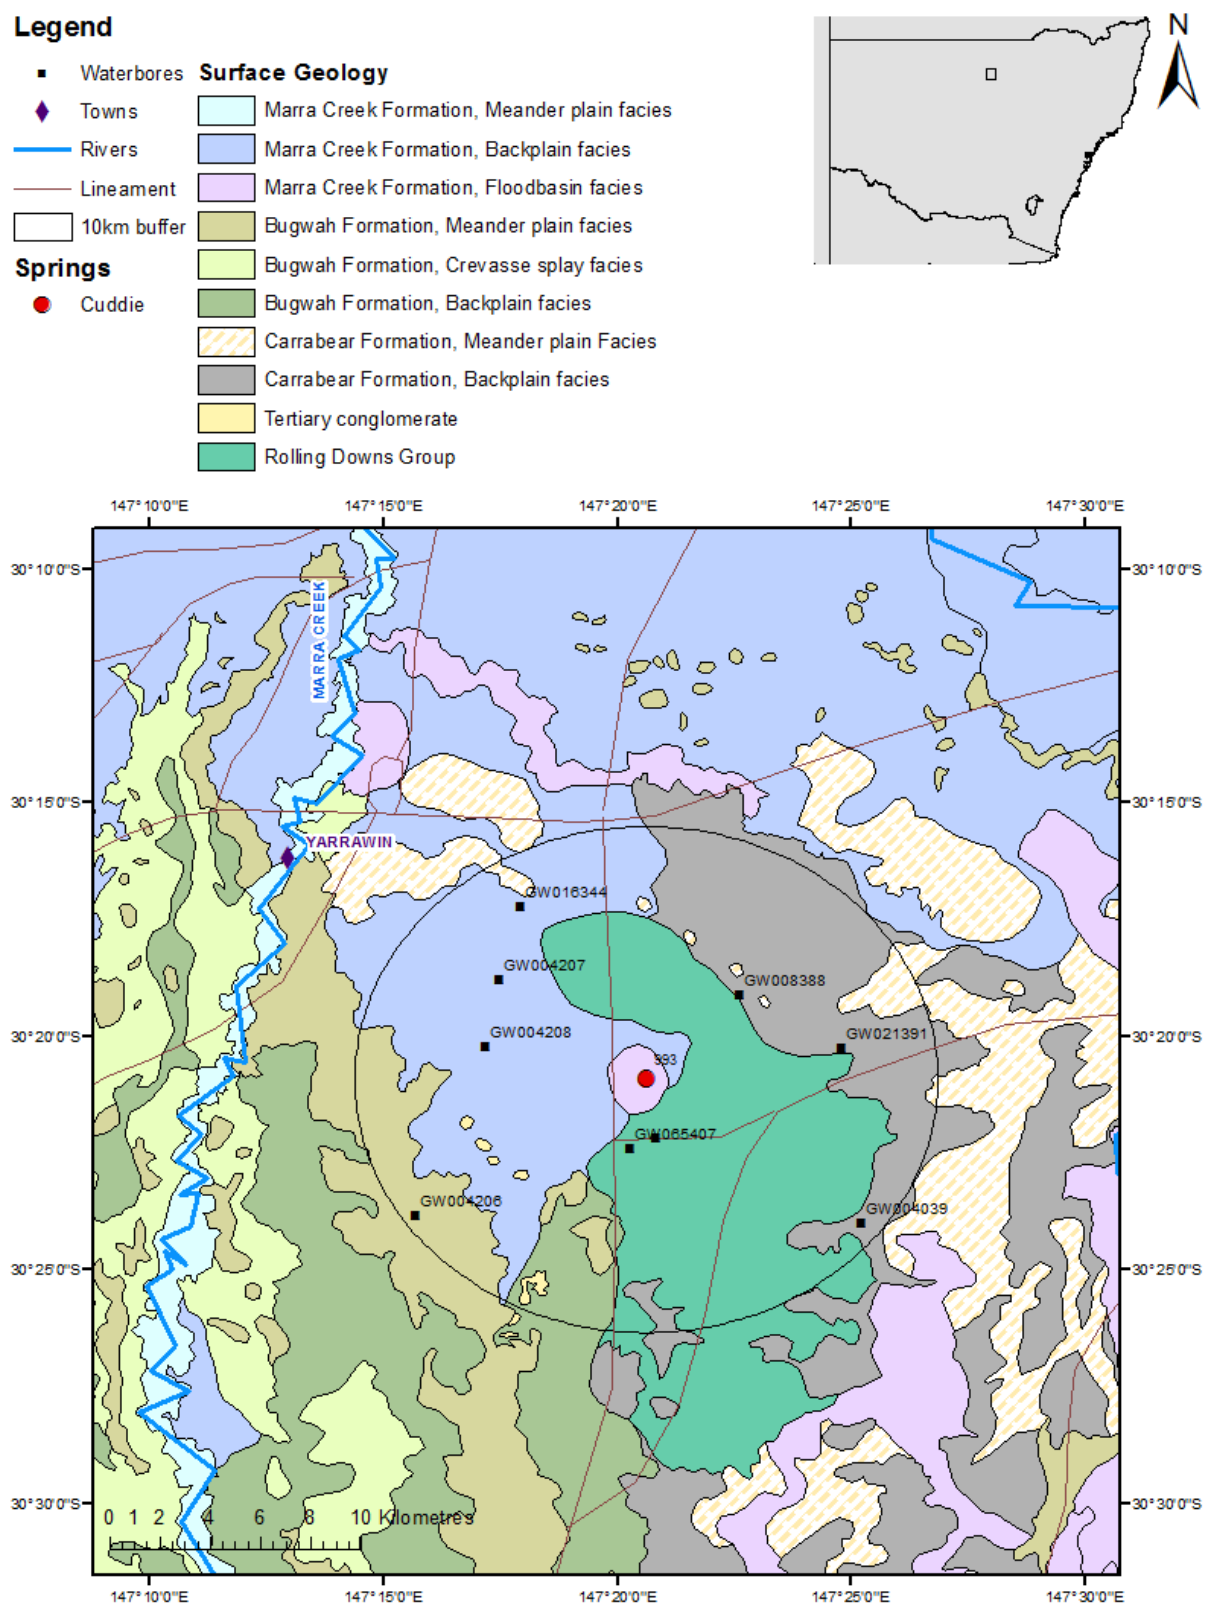 Legend
N
Waterbores
Towns
Rivers
Lineament
10km buffer
Springs
Cuddie
Surface Geology
Marra Creek Formation, Meander plain facies
Marra Creek Formation, Backplain facies
Marra Creek Formation, Floodbasin facies
Bugwah Formation, Meander plain facies
Bugwah Formation, Crevasse splay facies
Bugwah Formation, Backplain facies
Carrabear Formation, Meander plain Facies
Carrabear Formation, Backplain facies
Tertiary conglomerate
Rolling Downs Group
147°10'0"E 147°15'0"E 147°20'0"E 147°25'0"E 147°30'0"E
30°10'0"S 30°10'0"S
MARRA CREEK
30°15'0"S 30°15'0"S
YARRAWIN
GW016344
GW004207
GW008388
30°20'0"S 30°20'0"S
GW004208
GW021391
993
GW065407
GW004206
GW004039
30°25'0"S 30°25'0"S
30°30'0"S 30°30'0"S
0 1 2 4 6 8 10 Kilometres
147°10'0"E 147°15'0"E 147°20'0"E 147°25'0"E 147°30'0"E